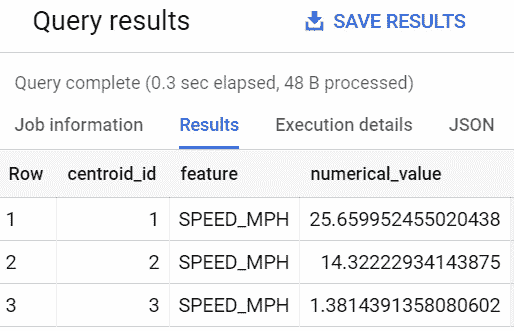 Query results SAVE RESULTS
Query complete (0.3 sec elapsed, 48 B processed)
Job information Results Execution details JSON
Row centroid_id feature numerical_value
1 1 SPEED_MPH 25.659952455020438
2 2 SPEED_MPH 14.32222934143875
3 3 SPEED_MPH 1.3814391358080602